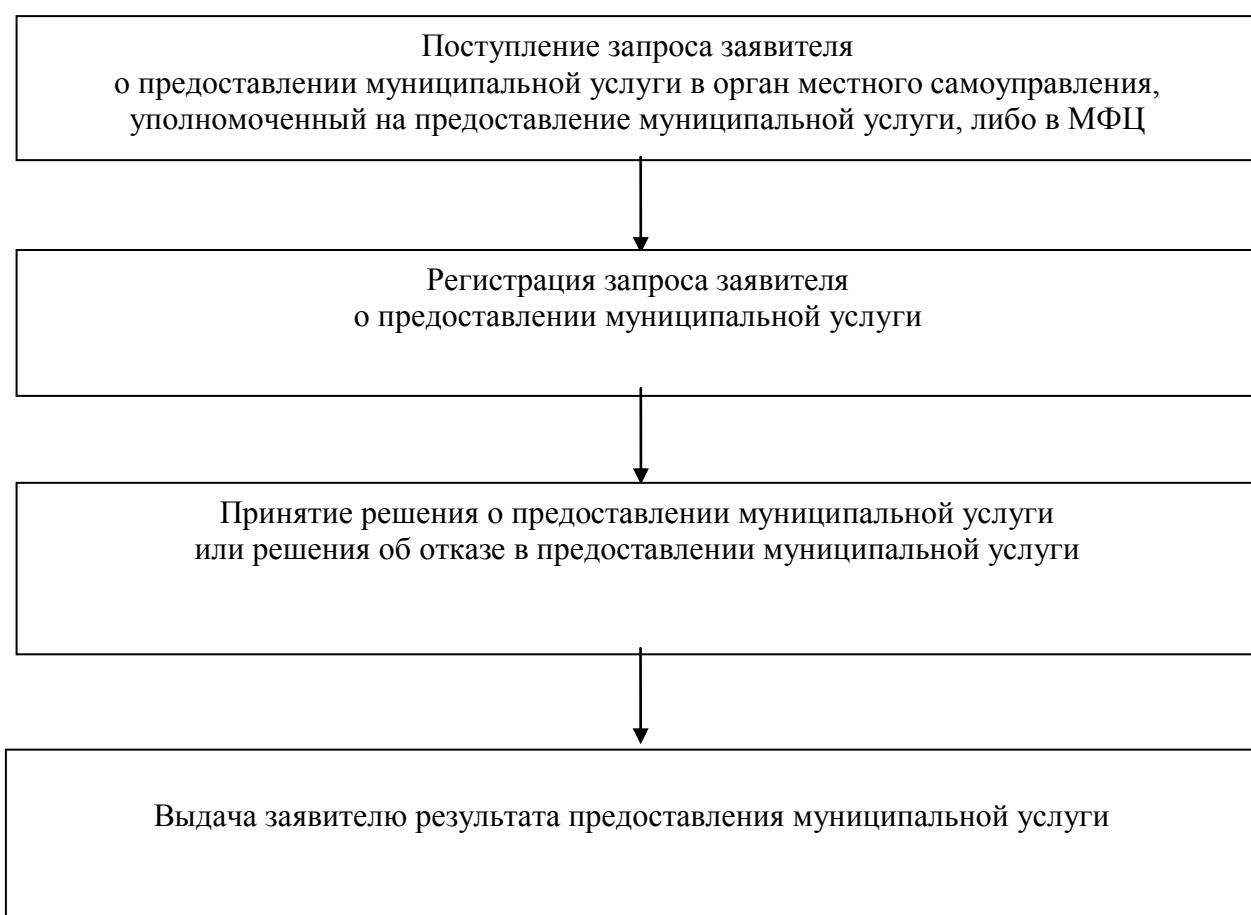 Поступление запроса заявителя
о предоставлении муниципальной услуги в орган местного самоуправления,
уполномоченный на предоставление муниципальной услуги, либо в МФЦ
Регистрация запроса заявителя
о предоставлении муниципальной услуги
Принятие решения о предоставлении муниципальной услуги
или решения об отказе в предоставлении муниципальной услуги
Выдача заявителю результата предоставления муниципальной услуги